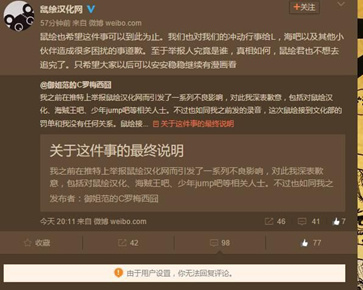 鼠绘汉化网
+关注
57分钟前 来自 微博 weibo.com
鼠绘也希望这件事可以到此为止。我们也对我们的冲动行事给L，海吧以及其他小
伙伴造成很多困扰的事道歉。至于举报人究竟是谁，真相如何，鼠绘君也不想去
追究了。只希望大家以后可以安安稳稳继续有漫画看
@御姐范的C罗梅西囧
我之前在推特上举报鼠绘汉化网而引发了一系列不良影响，对此我深表歉意，包括对鼠绘汉
化、海贼王吧、少年jump吧等相关人士。不过也如同我之前发的录音，这次鼠绘接到文化部的
罚单和我没有任何关系。鼠绘接... 关于这件事的最终说明
关于这件事的最终说明
我之前在推特上举报鼠绘汉化网而引发了一系列不良影响，对此我深表歉
意，包括对鼠绘汉化、海贼王吧、少年jump吧等相关人士。不过也如同我之
发布者：御姐范的C罗梅西囧
今天 20:11 来自 微博 weibo.com
46
41
7
收藏
42
98
77
由于用户设置，你无法回复评论。